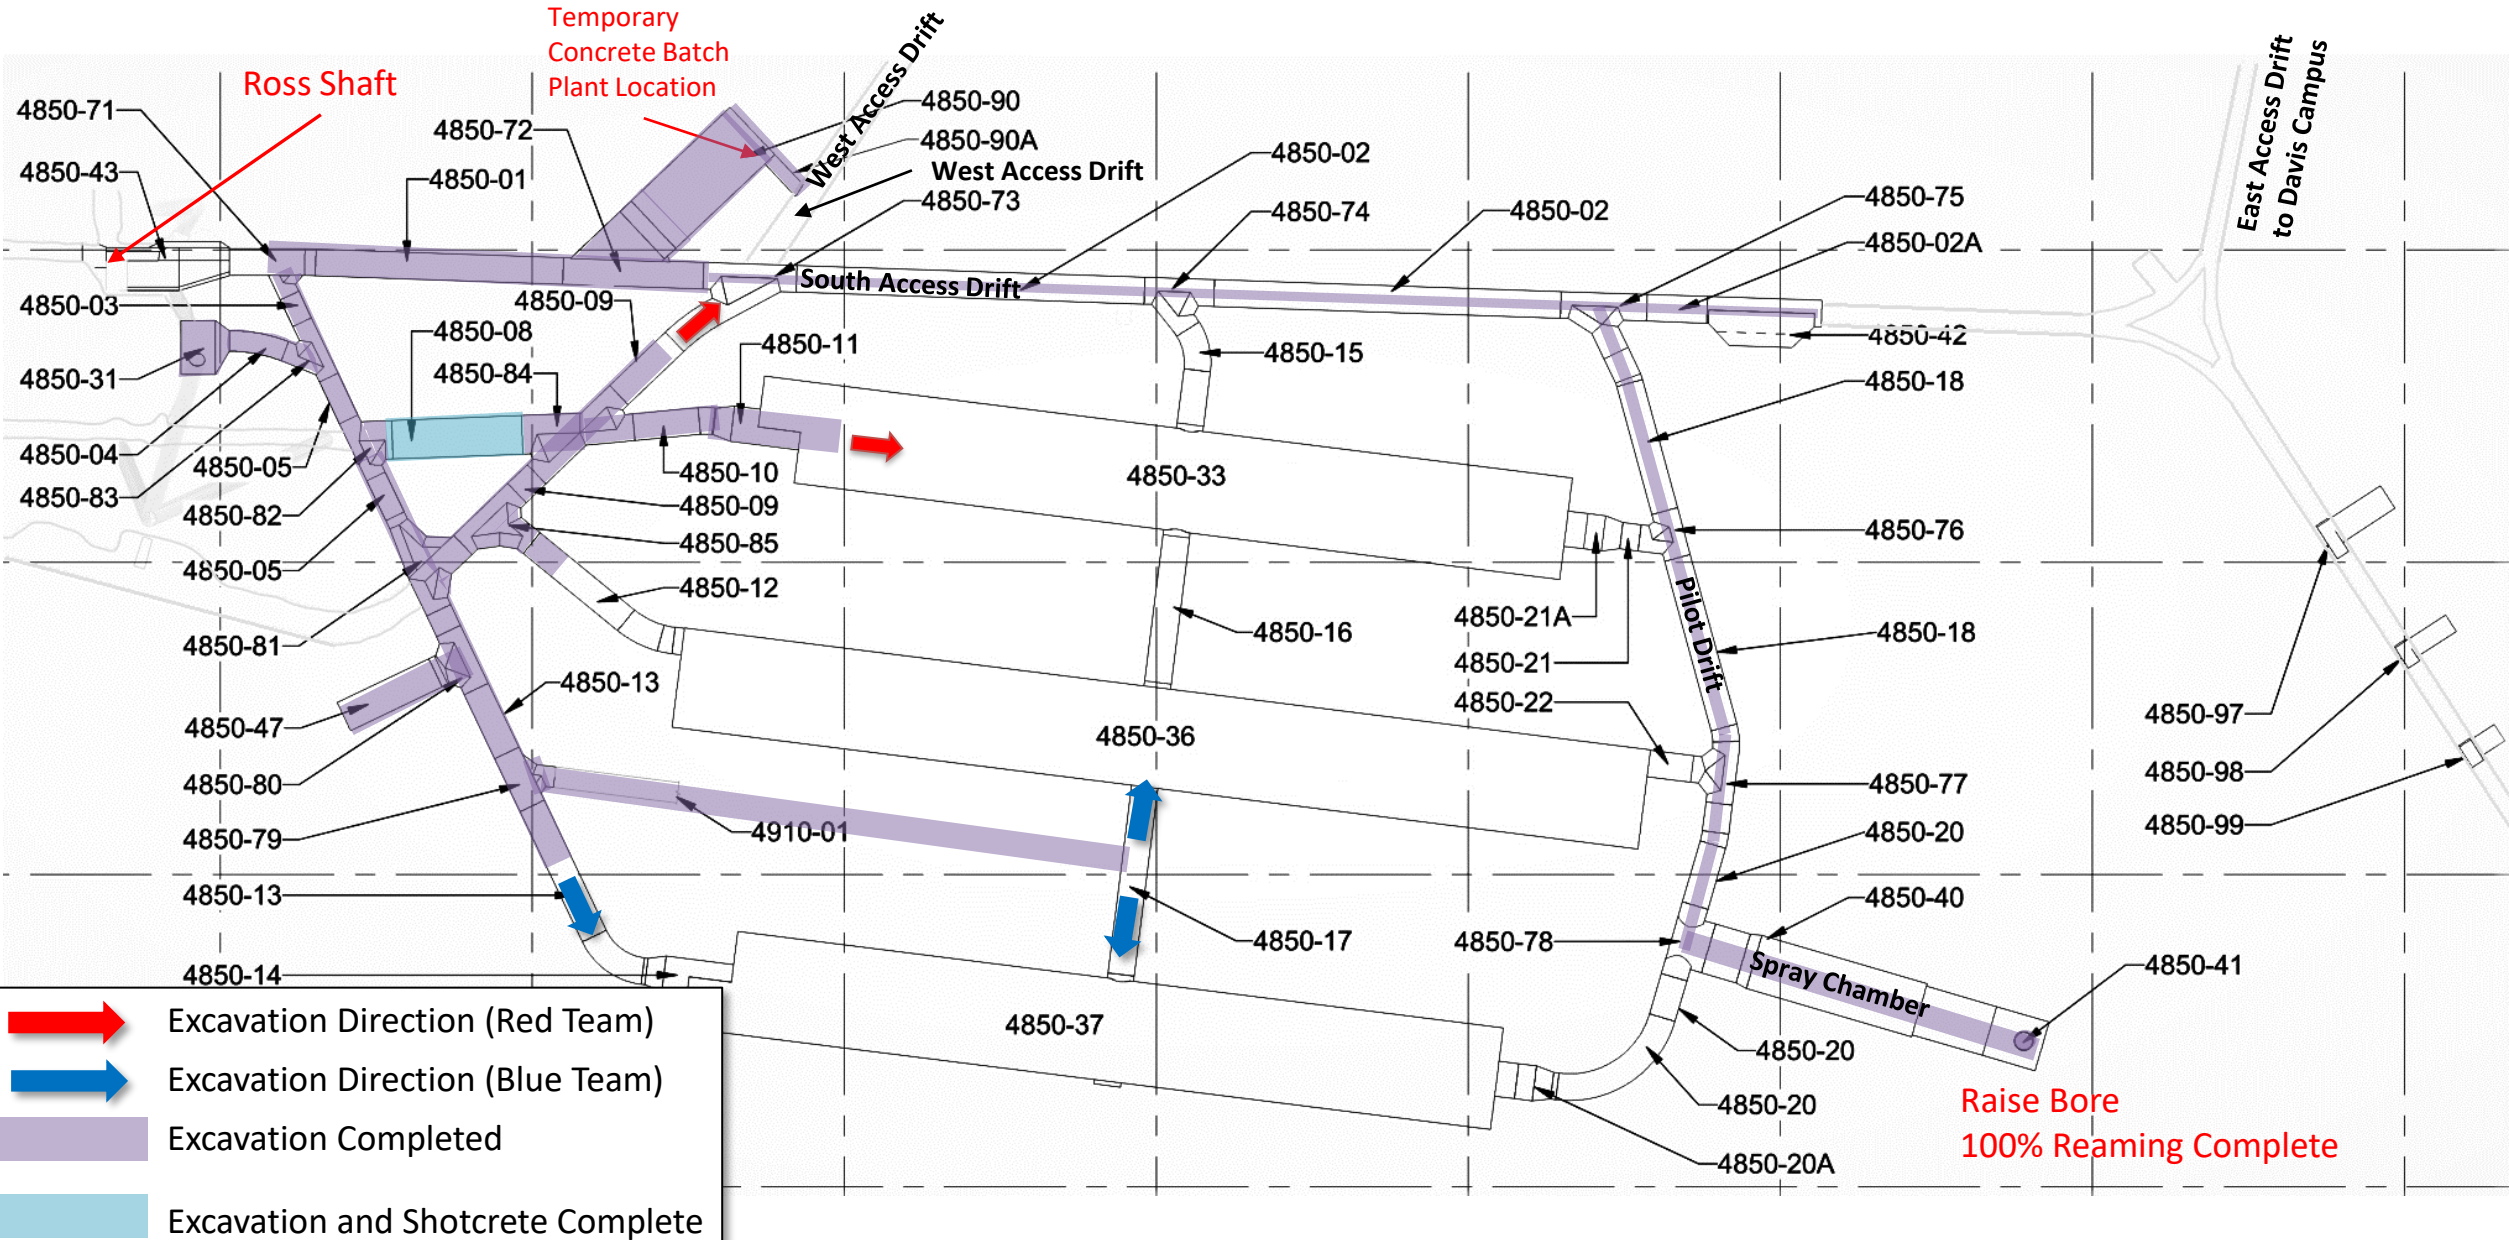 Temporary
Concrete Batch
Plant Location
West Access Drift
East Access Drift
to Davis Campus
Ross Shaft
4850-71
4850-72
4850-90
4850-90A
4850-43
4850-01
West Access Drift
4850-02
4850-73
4850-74
4850-02
4850-75
4850-02A
South Access Drift
4850-03
4850-09
4850-08
4850-11
4850-15
4850-42
4850-31
4850-84
4850-18
4850-04
4850-05
4850-10
4850-33
4850-83
4850-82
4850-09
4850-85
4850-76
4850-05
4850-12
4850-21A
Pilot Drift
4850-81
4850-16
4850-18
4850-21
4850-13
4850-22
4850-47
4850-36
4850-97
4850-80
4850-77
4850-98
4850-79
4910-01
4850-20
4850-99
4850-13
4850-40
4850-17
4850-78
4850-14
Spray Chamber
4850-41
4850-37
4850-20
4850-20
4850-20A
Raise Bore
100% Reaming Complete
Excavation Direction (Red Team)
Excavation Direction (Blue Team)
Excavation Completed
Excavation and Shotcrete Complete